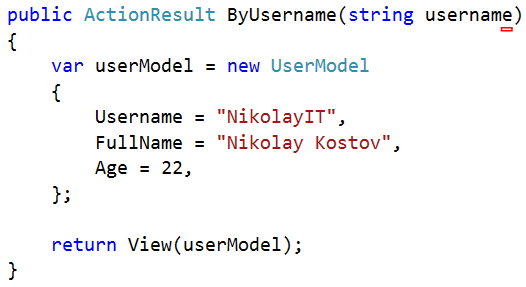 public ActionResult ByUsername(string username)
{
    var userModel = new UserModel
    {
        Username = "NikolayIT",
        FullName = "Nikolay Kostov",
        Age = 22,
    };

    return View(userModel);
}